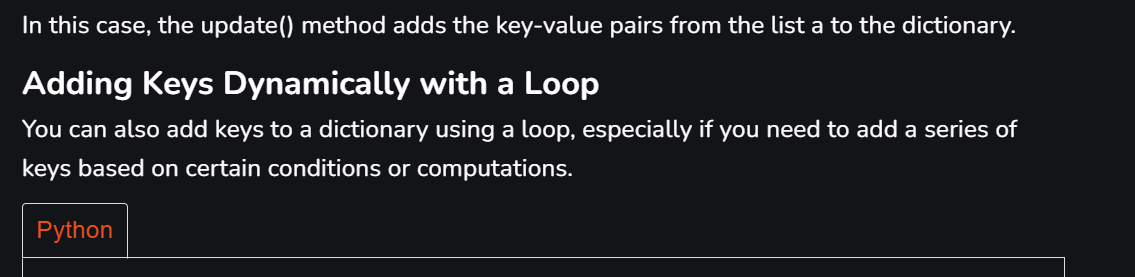 In this case, the update() method adds the key-value pairs from the list a to the dictionary.
Adding Keys Dynamically with a Loop
You can also add keys to a dictionary using a loop, especially if you need to add a series of
keys based on certain conditions or computations.
Python